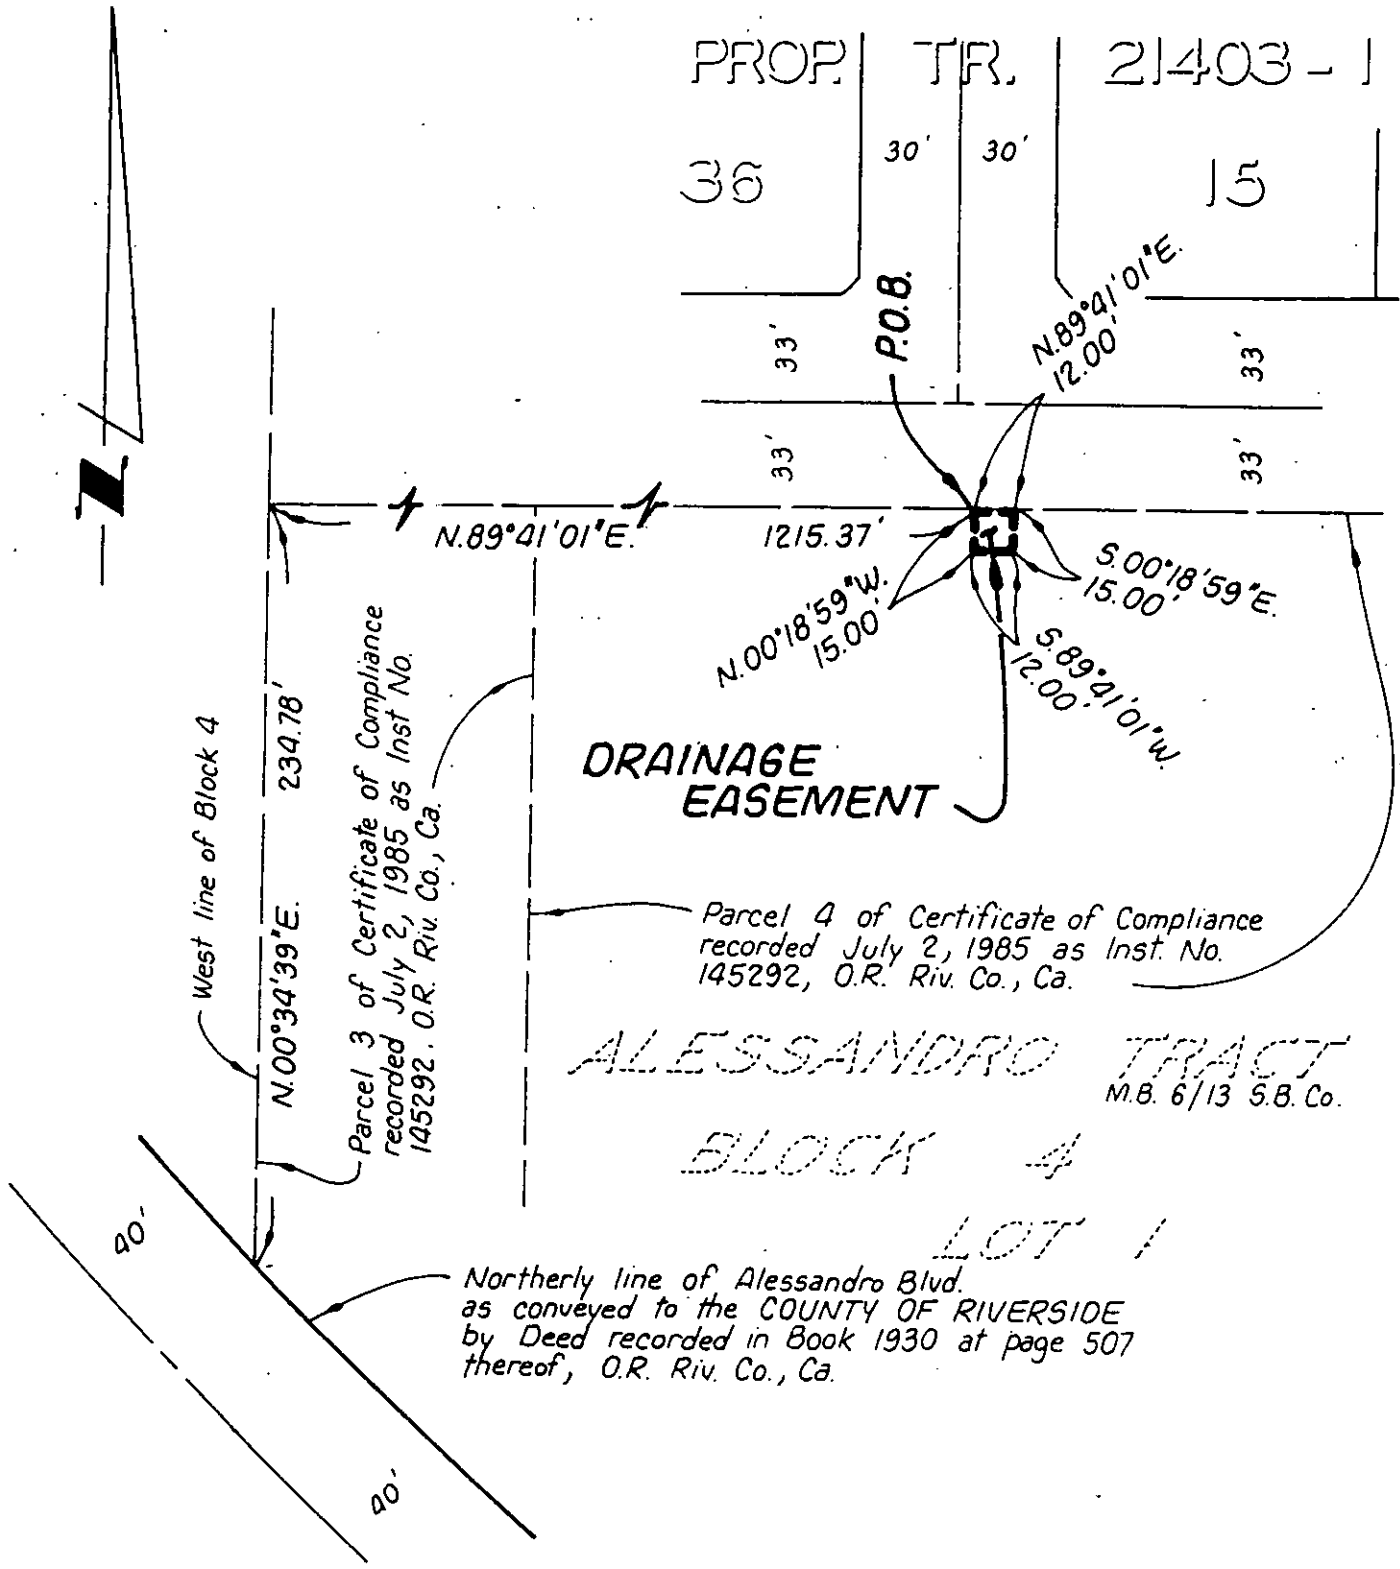 PROP. TR. 21403-1
30' 30'
36 15
P.O.B.
N.89°41'01"E.
12.00'
33' 33'
33' 33'
N
N.89°41'01"E. 1215.37'
N.00°18'59"W.
15.00'
S.00°18'59"E.
15.00'
S.89°41'01"W.
12.00'
DRAINAGE
EASEMENT
West line of Block 4
N.00°34'39"E. 234.78'
Parcel 3 of Certificate of Compliance
recorded July 2, 1985 as Inst No.
145292. O.R. Riv. Co., Ca.
Parcel 4 of Certificate of Compliance
recorded July 2, 1985 as Inst. No.
145292, O.R. Riv. Co., Ca.
ALESSANDRO TRACT
M.B. 6/13 S.B. Co.
BLOCK 4
LOT 1
40'
Northerly line of Alessandro Blvd.
as conveyed to the COUNTY OF RIVERSIDE
by Deed recorded in Book 1930 at page 507
thereof, O.R. Riv. Co., Ca.
40'